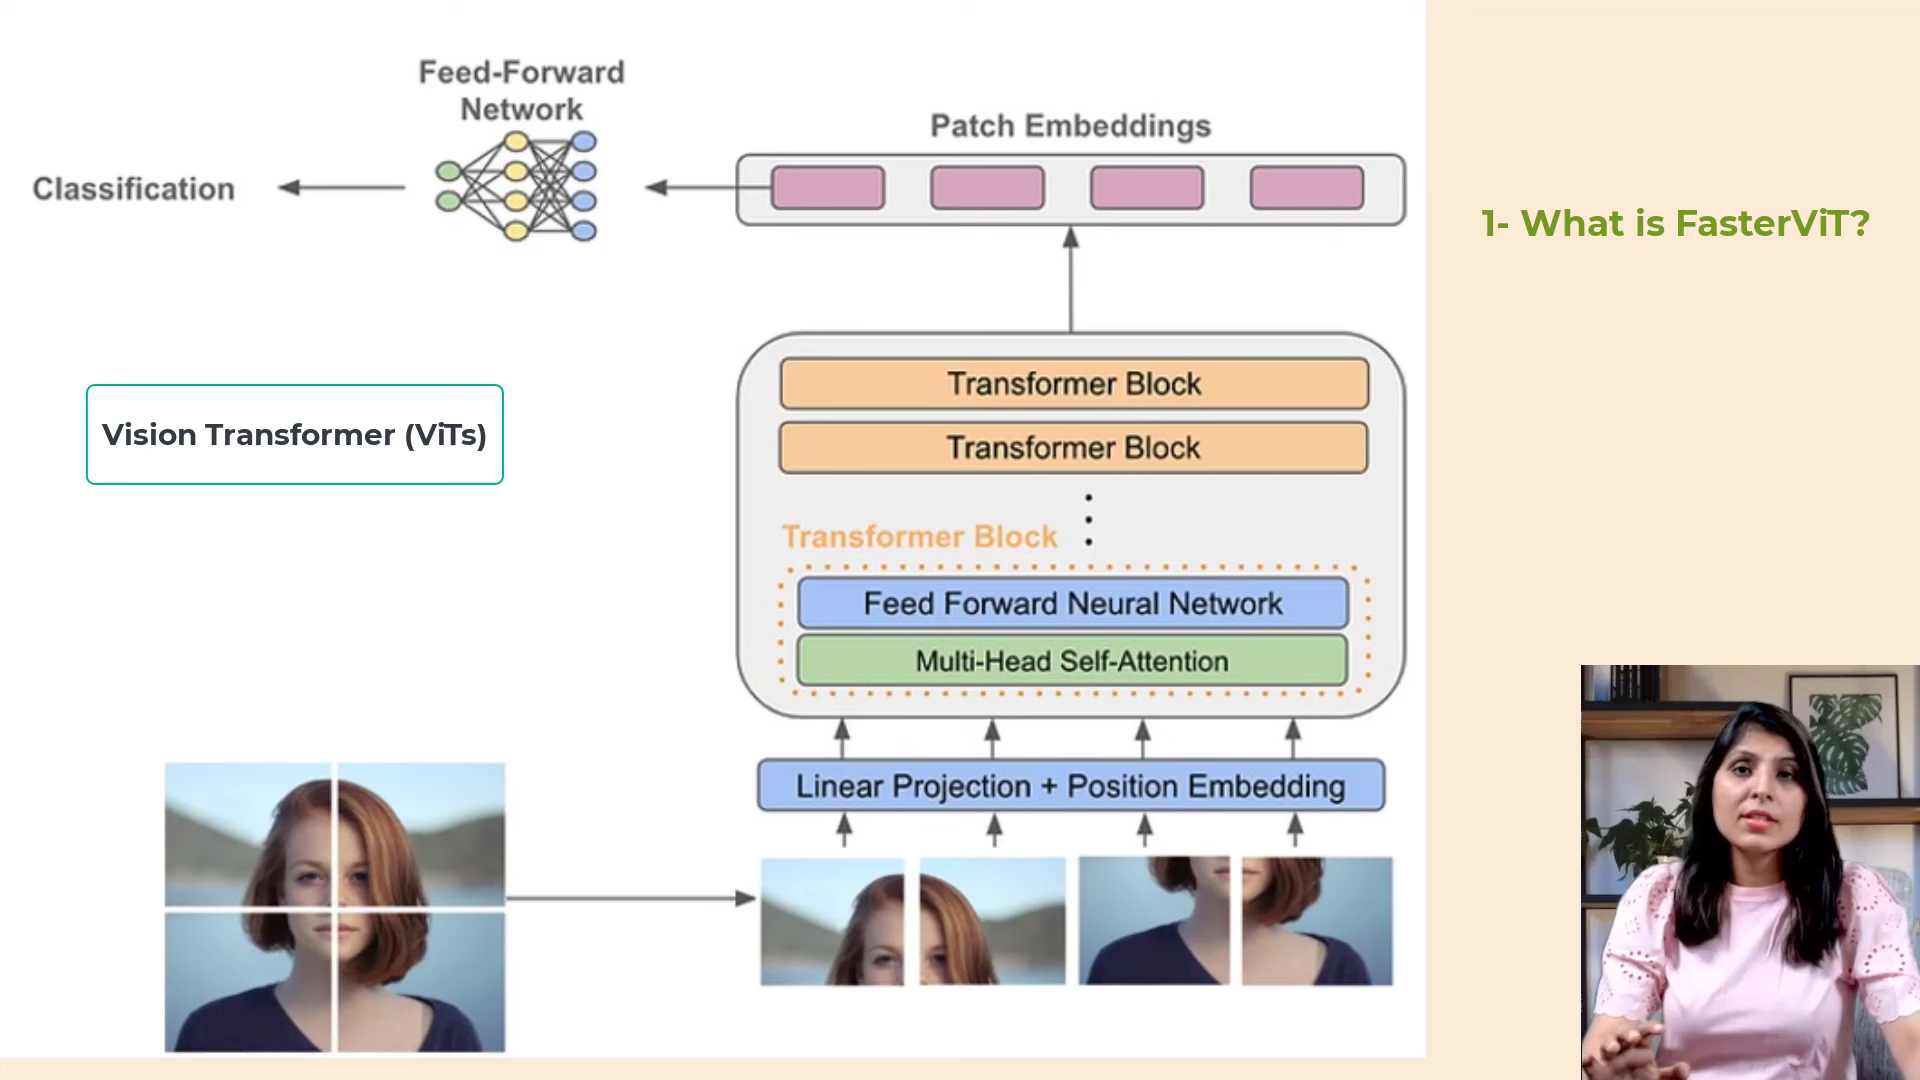 Feed-Forward
Network
Patch Embeddings
Classification
1- What is FasterViT?
Transformer Block
Vision Transformer (ViTs)
Transformer Block
Transformer Block
Feed Forward Neural Network
Multi-Head Self-Attention
Linear Projection + Position Embedding